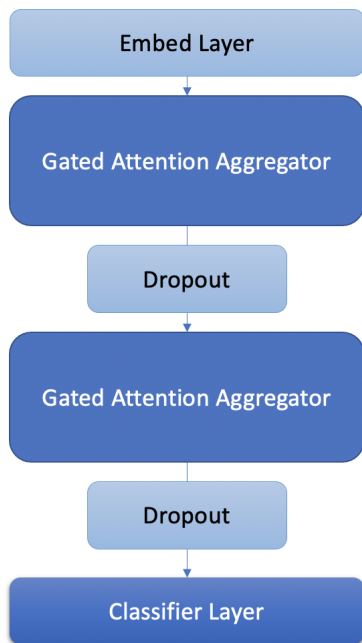 Embed Layer
Gated Attention Aggregator
Dropout
Gated Attention Aggregator
Dropout
Classifier Layer